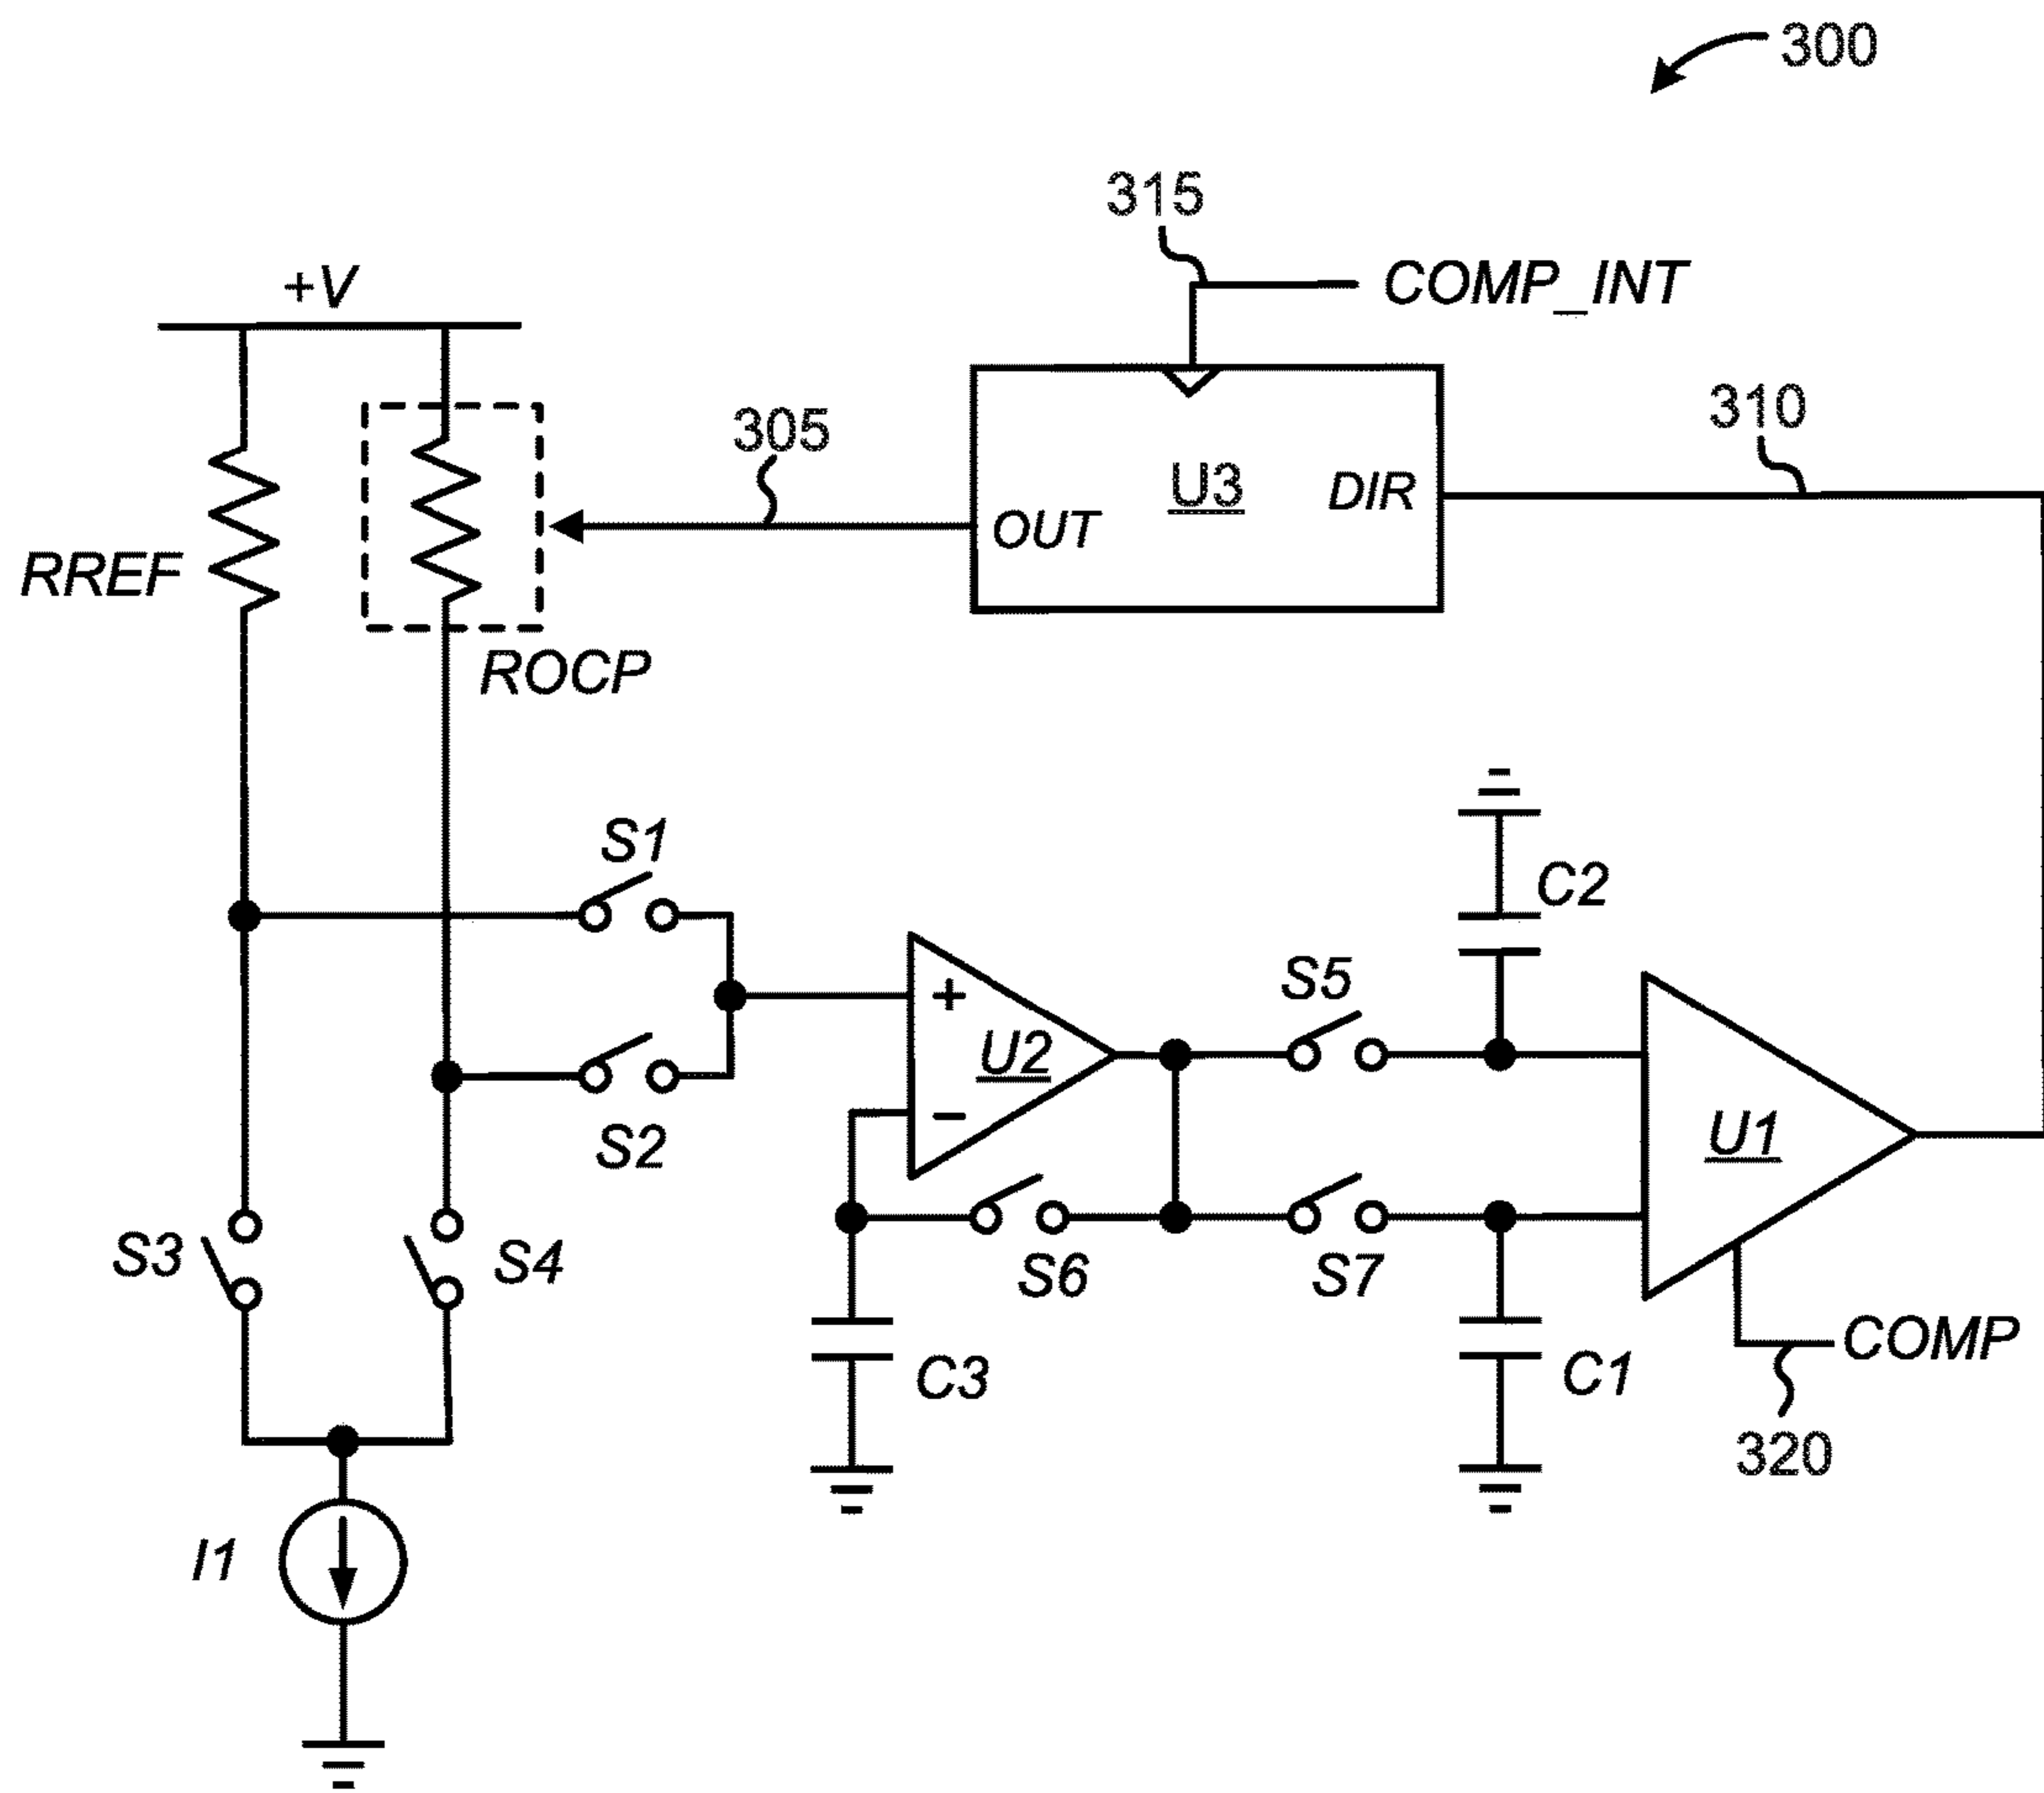 300
315
COMP_INT
+V
310
305
U3
DIR
OUT
RREF
ROCP
S1
C2
S5
+
U2
S2
−
U1
S3
S4
S6
S7
COMP
C3
C1
320
I1